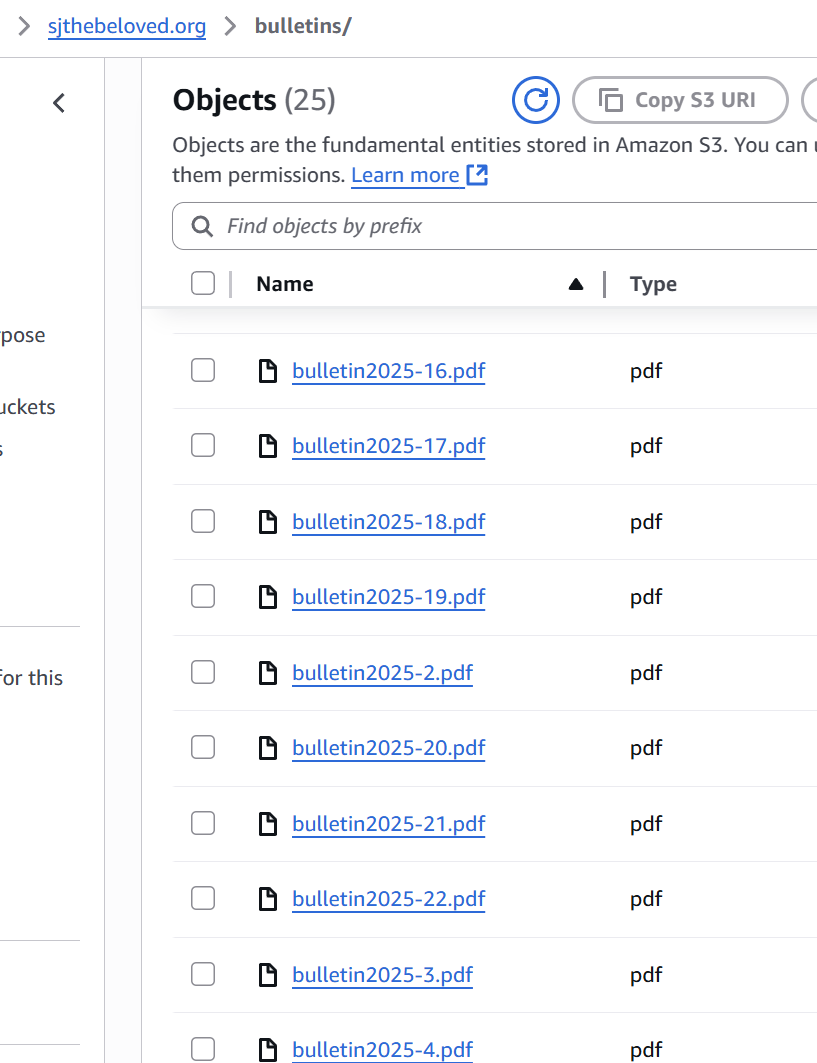 sjthebeloved.org > bulletins/
Objects (25)
Copy S3 URI
Objects are the fundamental entities stored in Amazon S3. You can
them permissions. Learn more
Find objects by prefix
Name
Type
pose
uckets
s
for this
bulletin2025-16.pdf pdf
bulletin2025-17.pdf pdf
bulletin2025-18.pdf pdf
bulletin2025-19.pdf pdf
bulletin2025-2.pdf pdf
bulletin2025-20.pdf pdf
bulletin2025-21.pdf pdf
bulletin2025-22.pdf pdf
bulletin2025-3.pdf pdf
bulletin2025-4.pdf pdf